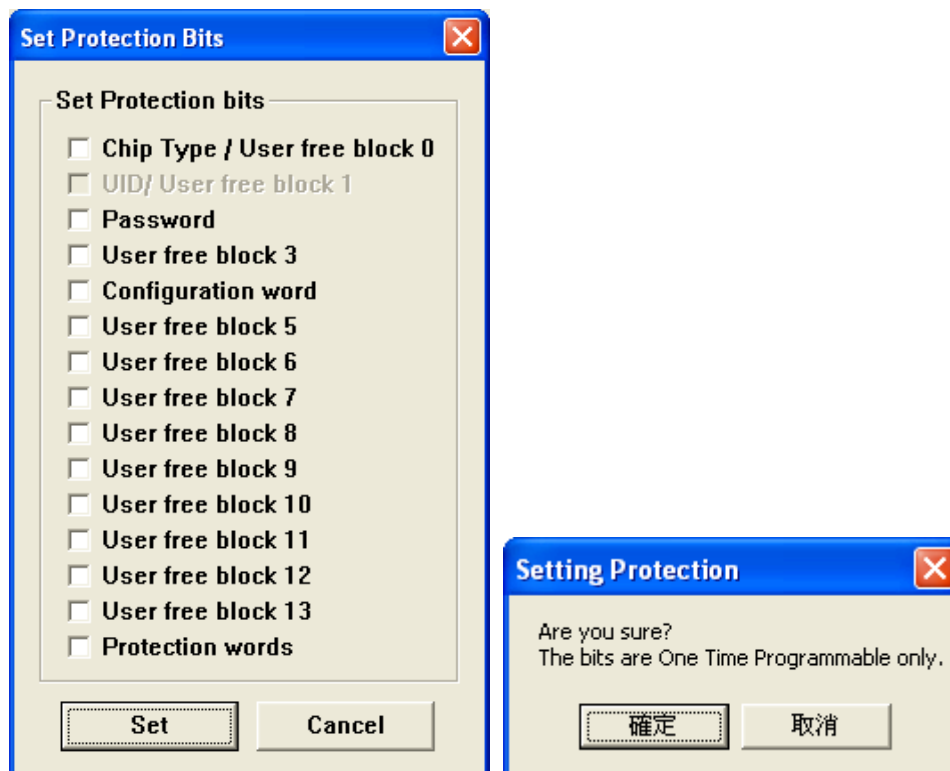 Set Protection Bits
Set Protection bits
Chip Type / User free block 0
UID/ User free block 1
Password
User free block 3
Configuration word
User free block 5
User free block 6
User free block 7
User free block 8
User free block 9
User free block 10
User free block 11
User free block 12
User free block 13
Protection words
Set
Cancel
Setting Protection
Are you sure?
The bits are One Time Programmable only.
確定
取消